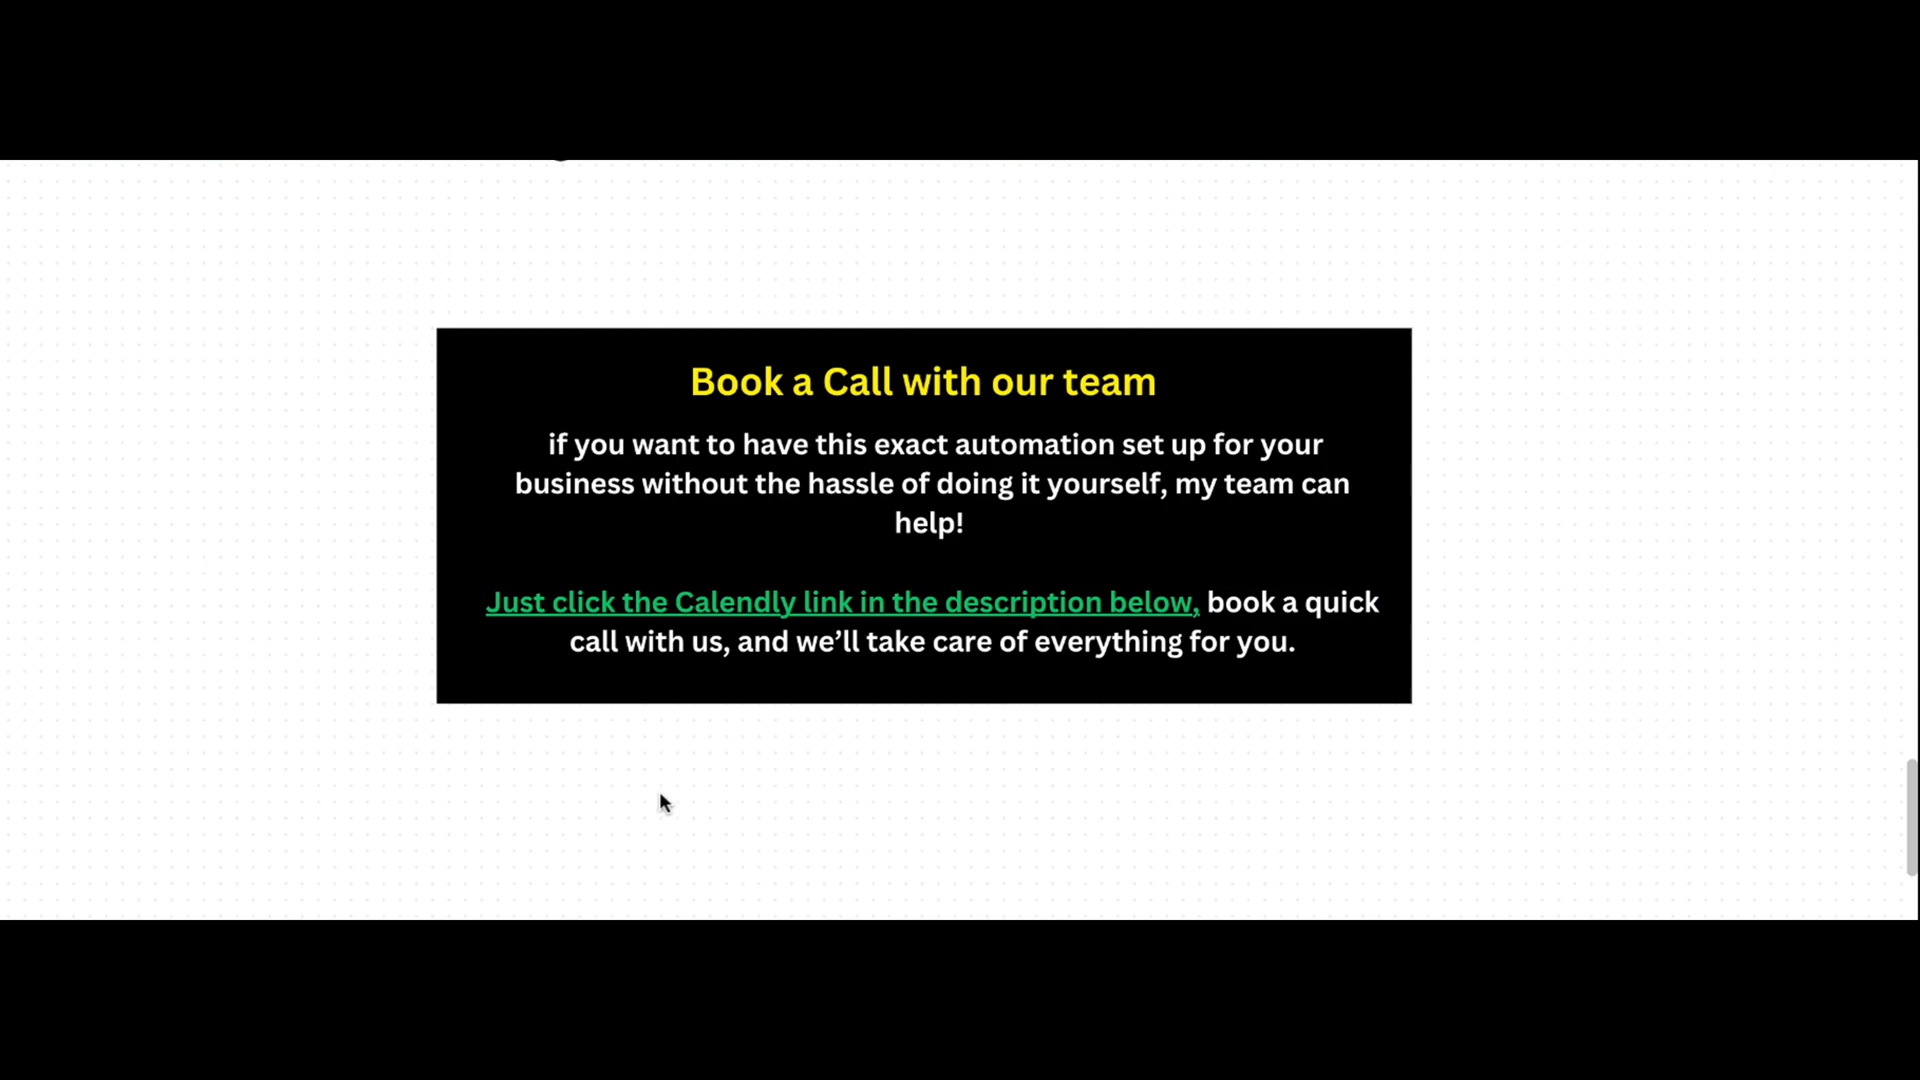 Book a Call with our team
if you want to have this exact automation set up for your
business without the hassle of doing it yourself, my team can
help!
Just click the Calendly link in the description below, book a quick
call with us, and we’ll take care of everything for you.